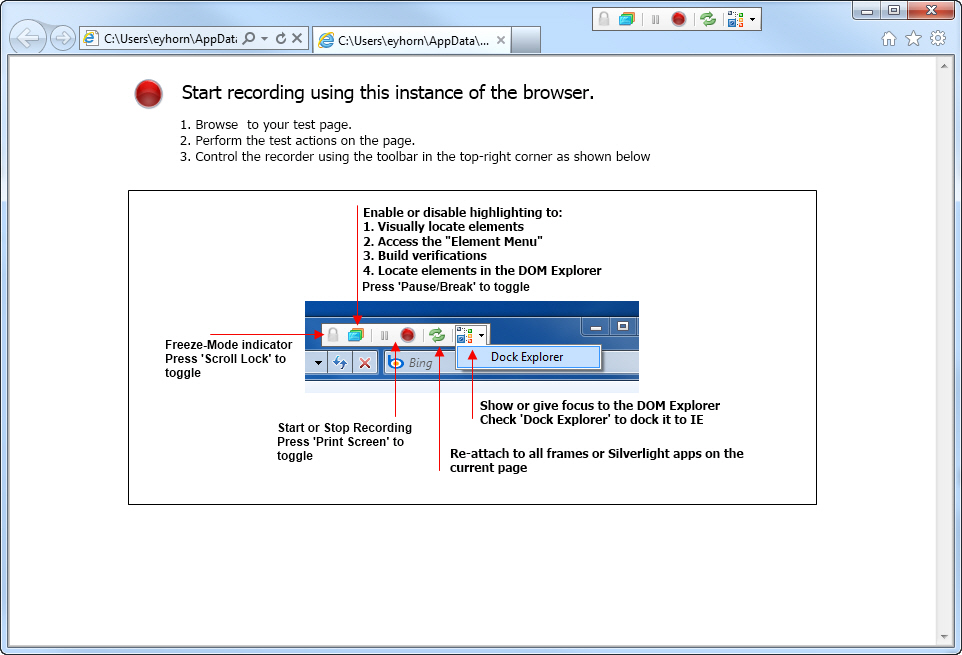 C:\Users\eyhorn\AppData
C:\Users\eyhorn\AppData\...
Start recording using this instance of the browser.
1. Browse  to your test page.
2. Perform the test actions on the page.
3. Control the recorder using the toolbar in the top-right corner as shown below
Enable or disable highlighting to:
1. Visually locate elements
2. Access the "Element Menu"
3. Build verifications
4. Locate elements in the DOM Explorer
Press 'Pause/Break' to toggle
Freeze-Mode indicator
Press 'Scroll Lock' to
toggle
Bing
Dock Explorer
Show or give focus to the DOM Explorer
Check 'Dock Explorer' to dock it to IE
Start or Stop Recording
Press 'Print Screen' to
toggle
Re-attach to all frames or Silverlight apps on the
current page